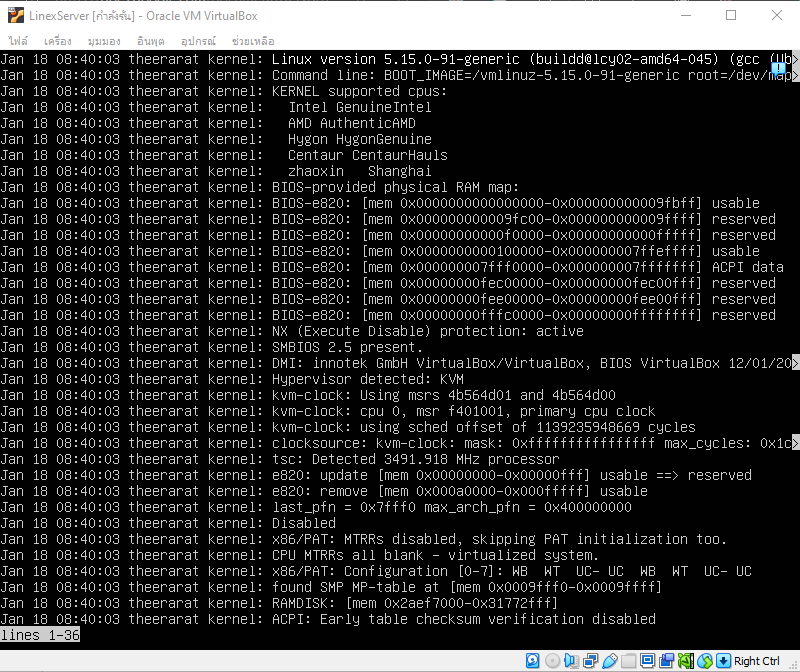 LinexServer [กำลังรัน] - Oracle VM VirtualBox
ไฟล์ เครื่อง มุมมอง อินพุต อุปกรณ์ ช่วยเหลือ
Jan 18 08:40:03 theerarat kernel: Linux version 5.15.0-91-generic (buildd@lcy02-amd64-045) (gcc (Ub>
Jan 18 08:40:03 theerarat kernel: Command line: BOOT_IMAGE=/vmlinuz-5.15.0-91-generic root=/dev/map>
Jan 18 08:40:03 theerarat kernel: KERNEL supported cpus:
Jan 18 08:40:03 theerarat kernel:   Intel GenuineIntel
Jan 18 08:40:03 theerarat kernel:   AMD AuthenticAMD
Jan 18 08:40:03 theerarat kernel:   Hygon HygonGenuine
Jan 18 08:40:03 theerarat kernel:   Centaur CentaurHauls
Jan 18 08:40:03 theerarat kernel:   zhaoxin   Shanghai
Jan 18 08:40:03 theerarat kernel: BIOS-provided physical RAM map:
Jan 18 08:40:03 theerarat kernel: BIOS-e820: [mem 0x0000000000000000-0x000000000009fbff] usable
Jan 18 08:40:03 theerarat kernel: BIOS-e820: [mem 0x000000000009fc00-0x000000000009ffff] reserved
Jan 18 08:40:03 theerarat kernel: BIOS-e820: [mem 0x00000000000f0000-0x00000000000fffff] reserved
Jan 18 08:40:03 theerarat kernel: BIOS-e820: [mem 0x0000000000100000-0x000000007ffeffff] usable
Jan 18 08:40:03 theerarat kernel: BIOS-e820: [mem 0x000000007fff0000-0x000000007fffffff] ACPI data
Jan 18 08:40:03 theerarat kernel: BIOS-e820: [mem 0x00000000fec00000-0x00000000fec00fff] reserved
Jan 18 08:40:03 theerarat kernel: BIOS-e820: [mem 0x00000000fee00000-0x00000000fee00fff] reserved
Jan 18 08:40:03 theerarat kernel: BIOS-e820: [mem 0x00000000fffc0000-0x00000000ffffffff] reserved
Jan 18 08:40:03 theerarat kernel: NX (Execute Disable) protection: active
Jan 18 08:40:03 theerarat kernel: SMBIOS 2.5 present.
Jan 18 08:40:03 theerarat kernel: DMI: innotek GmbH VirtualBox/VirtualBox, BIOS VirtualBox 12/01/20>
Jan 18 08:40:03 theerarat kernel: Hypervisor detected: KVM
Jan 18 08:40:03 theerarat kernel: kvm-clock: Using msrs 4b564d01 and 4b564d00
Jan 18 08:40:03 theerarat kernel: kvm-clock: cpu 0, msr f401001, primary cpu clock
Jan 18 08:40:03 theerarat kernel: kvm-clock: using sched offset of 1139235948669 cycles
Jan 18 08:40:03 theerarat kernel: clocksource: kvm-clock: mask: 0xffffffffffffffff max_cycles: 0x1c>
Jan 18 08:40:03 theerarat kernel: tsc: Detected 3491.918 MHz processor
Jan 18 08:40:03 theerarat kernel: e820: update [mem 0x00000000-0x00000fff] usable ==> reserved
Jan 18 08:40:03 theerarat kernel: e820: remove [mem 0x000a0000-0x000fffff] usable
Jan 18 08:40:03 theerarat kernel: last_pfn = 0x7fff0 max_arch_pfn = 0x400000000
Jan 18 08:40:03 theerarat kernel: Disabled
Jan 18 08:40:03 theerarat kernel: x86/PAT: MTRRs disabled, skipping PAT initialization too.
Jan 18 08:40:03 theerarat kernel: CPU MTRRs all blank - virtualized system.
Jan 18 08:40:03 theerarat kernel: x86/PAT: Configuration [0-7]: WB  WT  UC- UC  WB  WT  UC- UC
Jan 18 08:40:03 theerarat kernel: found SMP MP-table at [mem 0x0009fff0-0x0009ffff]
Jan 18 08:40:03 theerarat kernel: RAMDISK: [mem 0x2aef7000-0x31772fff]
Jan 18 08:40:03 theerarat kernel: ACPI: Early table checksum verification disabled
lines 1-36
Right Ctrl